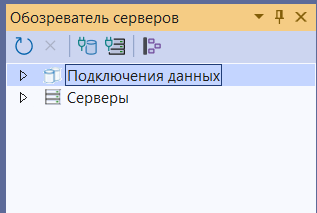 Обозреватель серверов
Подключения данных
Серверы